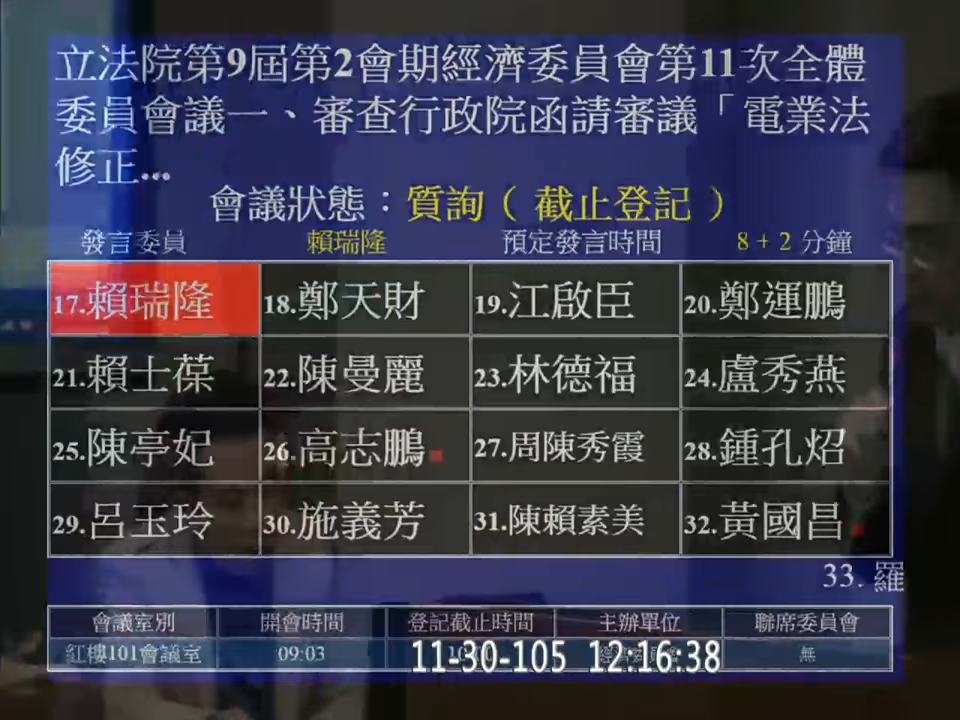 立法院第9屆第2會期經濟委員會第11次全體
委員會議一、審查行政院函請審議「電業法
修正...
會議狀態：質詢（截止登記）
發言委員 賴瑞隆 預定發言時間 8 + 2 分鐘
17.賴瑞隆 18.鄭天財 19.江啟臣 20.鄭運鵬
21.賴士葆 22.陳曼麗 23.林德福 24.盧秀燕
25.陳亭妃 26.高志鵬 27.周陳秀霞 28.鍾孔炤
29.呂玉玲 30.施義芳 31.陳賴素美 32.黃國昌
33. 羅
會議室別 開會時間 登記截止時間 主辦單位 聯席委員會
紅樓101會議室 09:03 無
11-30-105 12:16:38